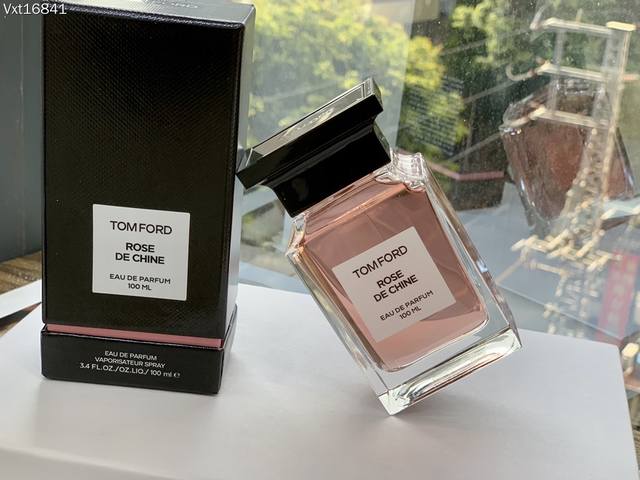 Vxt16841
TOM FORD
ROSE
DE CHINE
EAU DE PARFUM
100 ML
EAU DE PARFUM
VAPORISATEUR SPRAY
3.4 FL.OZ./OZ.LIQ./ 100 ml ℮
TOM FORD
ROSE
DE CHINE
EAU DE PARFUM
100 ML